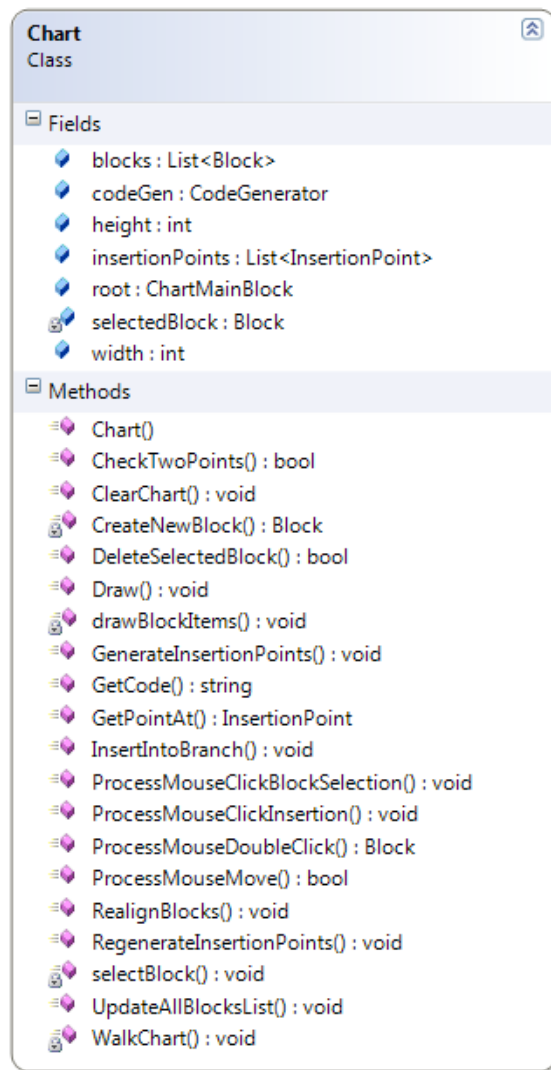 Chart
Class
Fields
blocks : List<Block>
codeGen : CodeGenerator
height : int
insertionPoints : List<InsertionPoint>
root : ChartMainBlock
selectedBlock : Block
width : int
Methods
Chart()
CheckTwoPoints() : bool
ClearChart() : void
CreateNewBlock() : Block
DeleteSelectedBlock() : bool
Draw() : void
drawBlockItems() : void
GenerateInsertionPoints() : void
GetCode() : string
GetPointAt() : InsertionPoint
InsertIntoBranch() : void
ProcessMouseClickBlockSelection() : void
ProcessMouseClickInsertion() : void
ProcessMouseDoubleClick() : Block
ProcessMouseMove() : bool
RealignBlocks() : void
RegenerateInsertionPoints() : void
selectBlock() : void
UpdateAllBlocksList() : void
WalkChart() : void